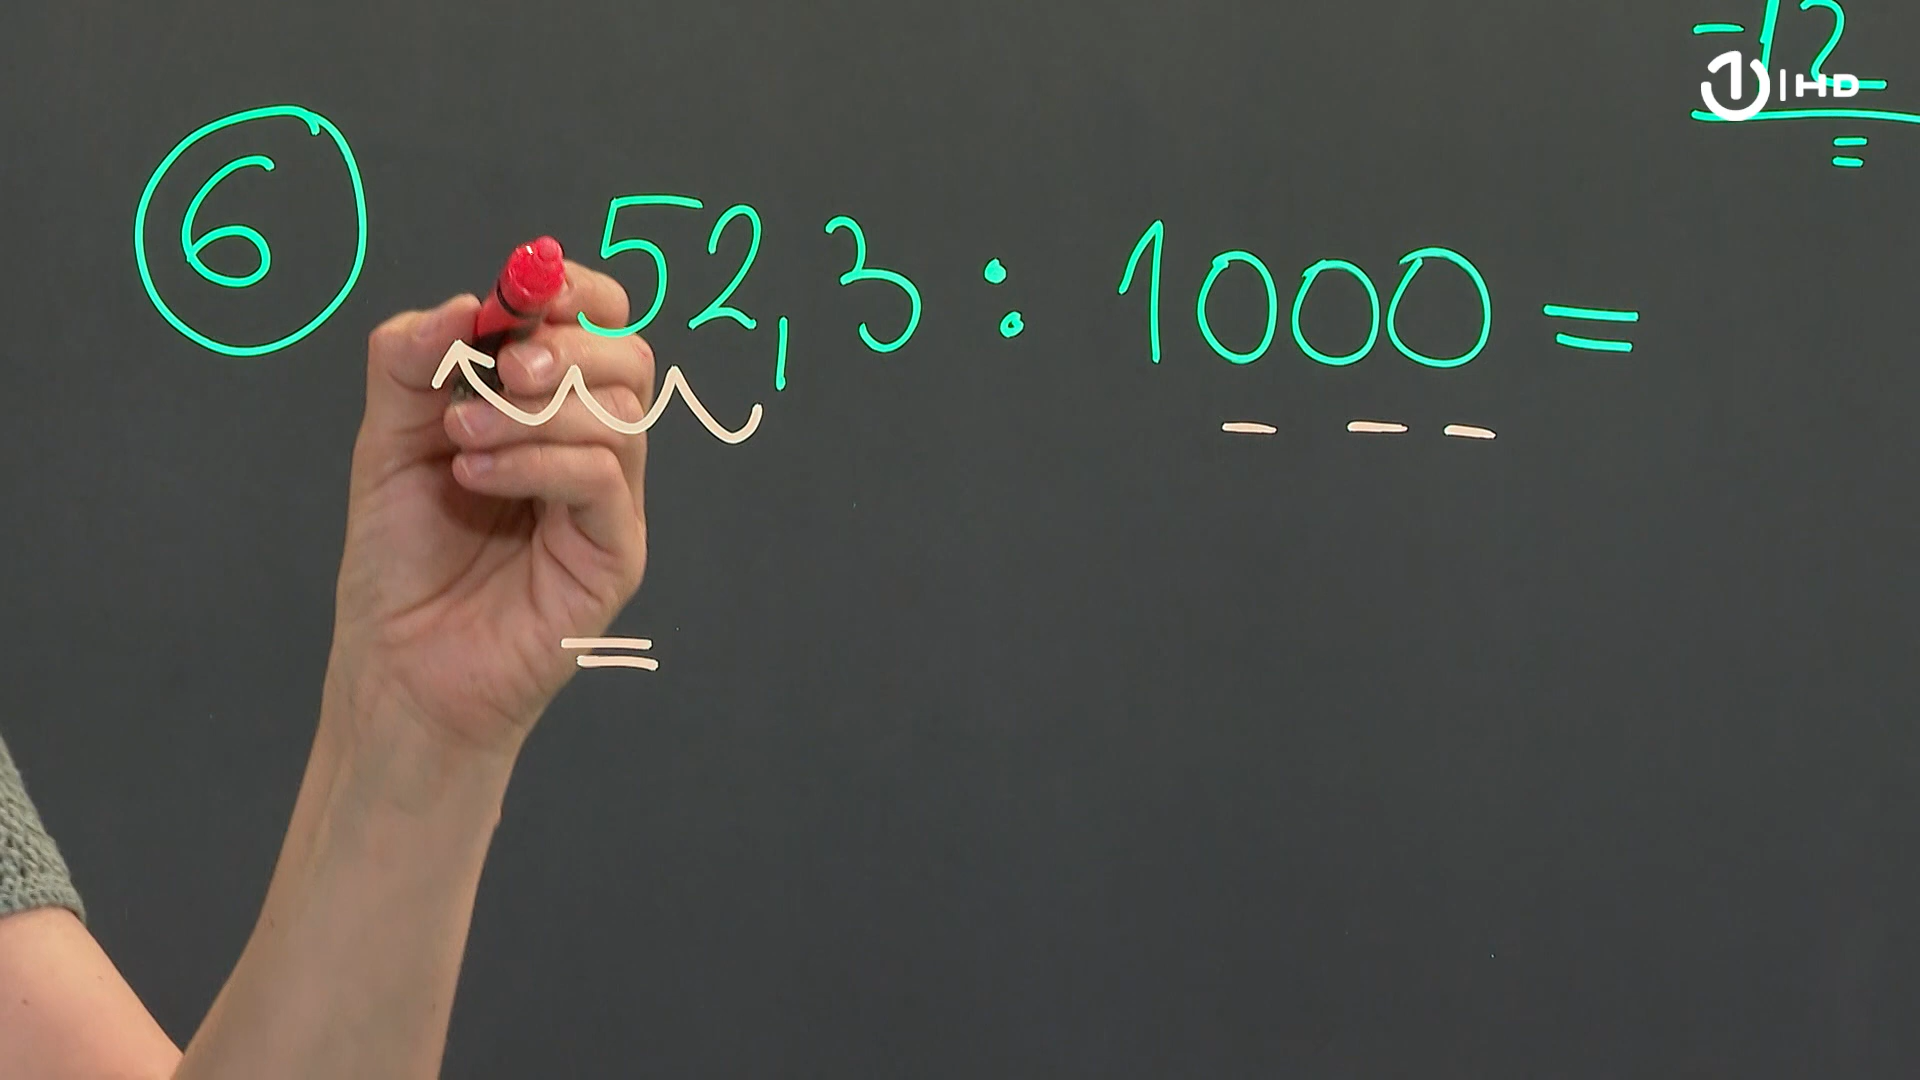 -12
1|HD
6 52,3 : 1000 =
=